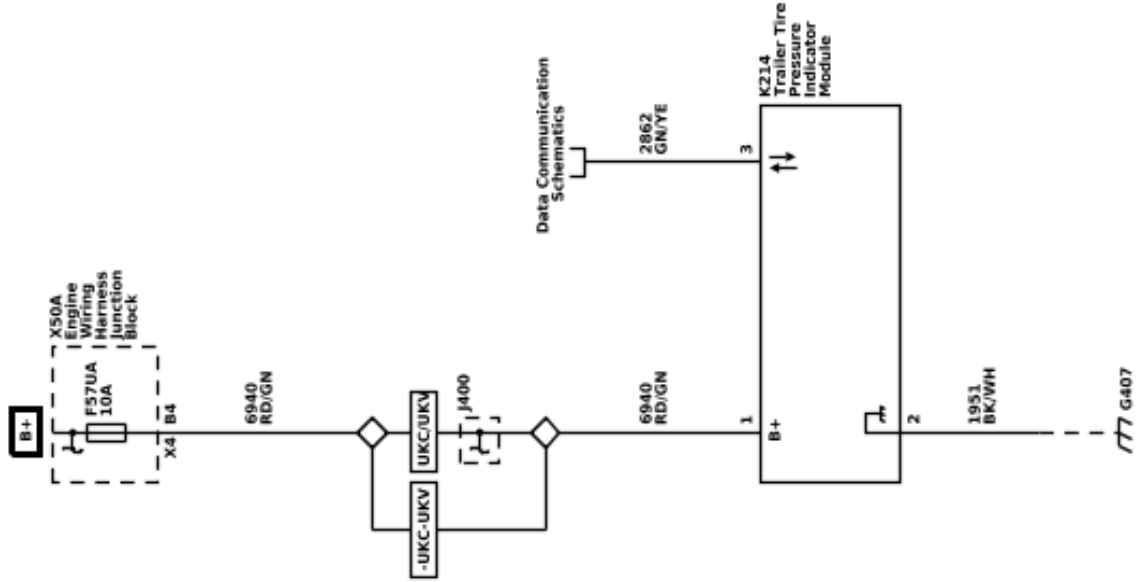 B+
X50A
Engine
Wiring
Harness
Junction
Block
F57UA
10A
X4
B4
6940
RD/GN
UKC/UKV
-UKC-UKV
J400
6940
RD/GN
Data Communication
Schematics
2862
GN/YE
K214
Trailer Tire
Pressure
Indicator
Module
1
3
B+
2
1951
BK/WH
G407